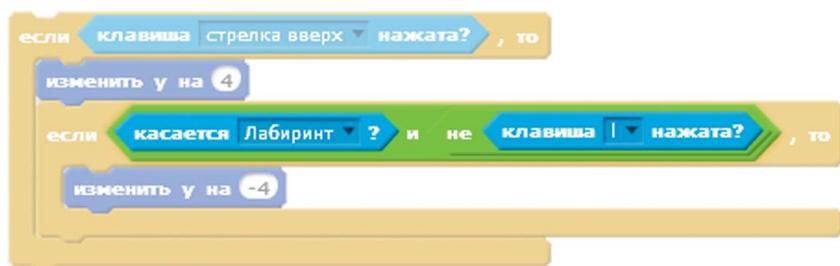 если клавиша стрелка вверх нажата? , то
изменить y на 4
если касается Лабиринт ? и не клавиша l нажата? , то
изменить y на -4